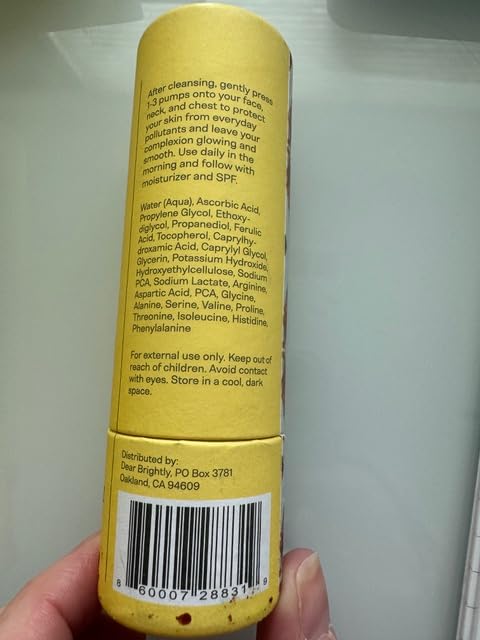 After cleansing, gently press
1-3 pumps onto your face,
neck, and chest to protect
your skin from everyday
pollutants and leave your
complexion glowing and
smooth. Use daily in the
morning and follow with
moisturizer and SPF.
Water (Aqua), Ascorbic Acid,
Propylene Glycol, Ethoxy-
diglycol, Propanediol, Ferulic
Acid, Tocopherol, Caprylhy-
droxamic Acid, Caprylyl Glycol,
Glycerin, Potassium Hydroxide,
Hydroxyethylcellulose, Sodium
PCA, Sodium Lactate, Arginine,
Aspartic Acid, PCA, Glycine,
Alanine, Serine, Valine, Proline,
Threonine, Isoleucine, Histidine,
Phenylalanine
For external use only. Keep out of
reach of children. Avoid contact
with eyes. Store in a cool, dark
space.
Distributed by:
Dear Brightly, PO Box 3781
Oakland, CA 94609
8 60007 28831 9